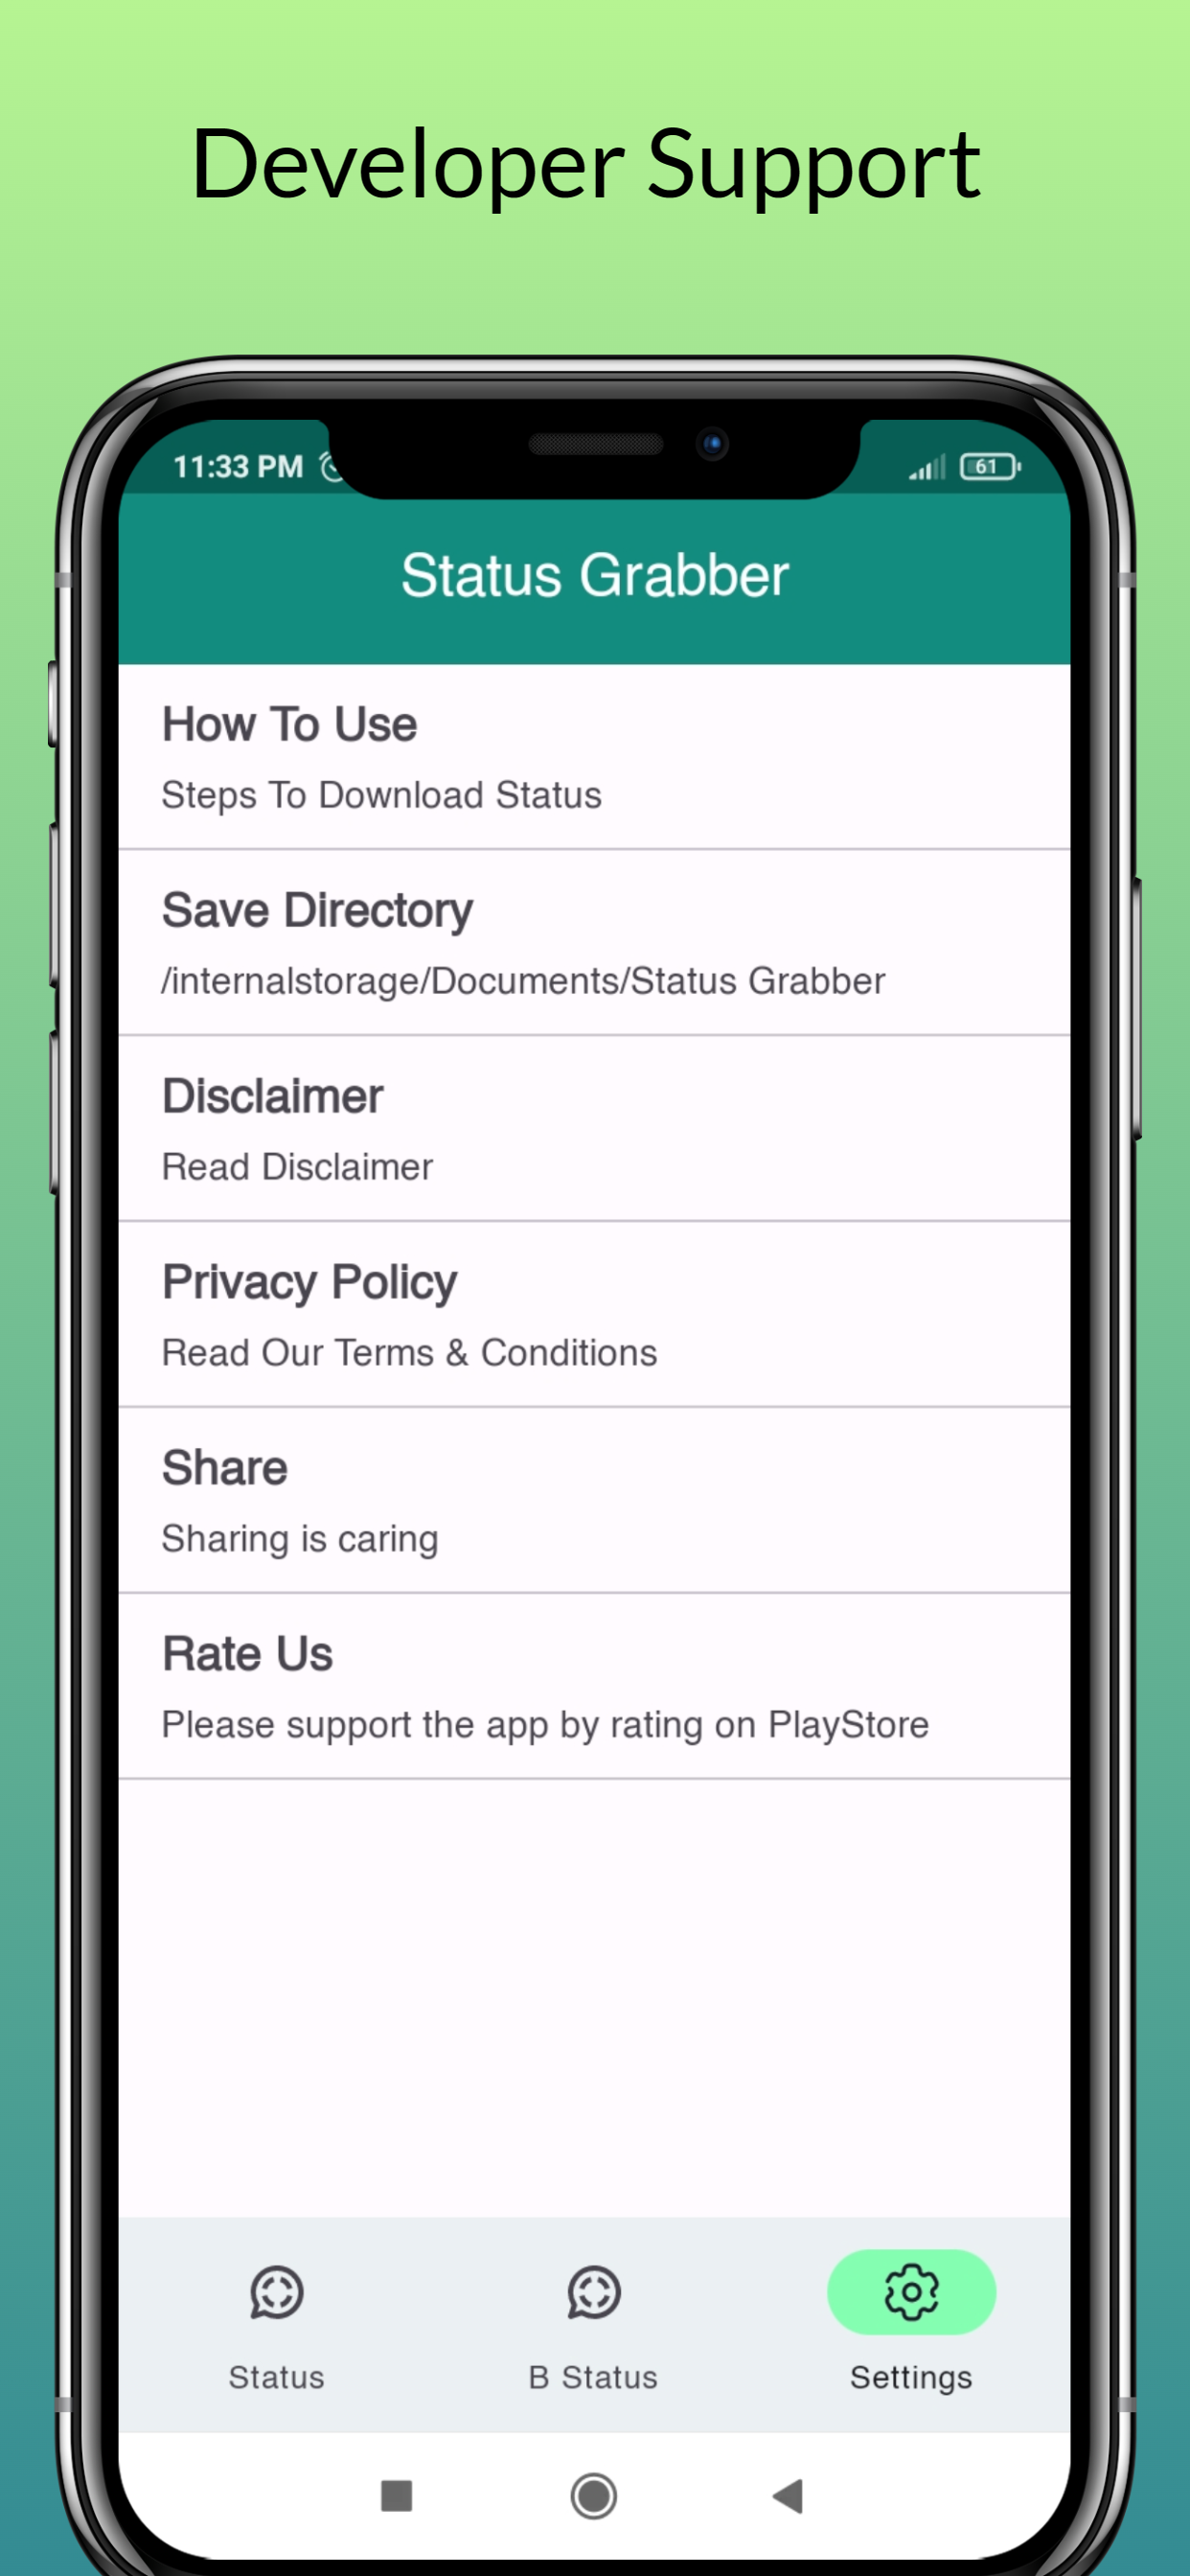 Developer Support
11:33 PM
61
Status Grabber
How To Use
Steps To Download Status
Save Directory
/internalstorage/Documents/Status Grabber
Disclaimer
Read Disclaimer
Privacy Policy
Read Our Terms & Conditions
Share
Sharing is caring
Rate Us
Please support the app by rating on PlayStore
Status
B Status
Settings